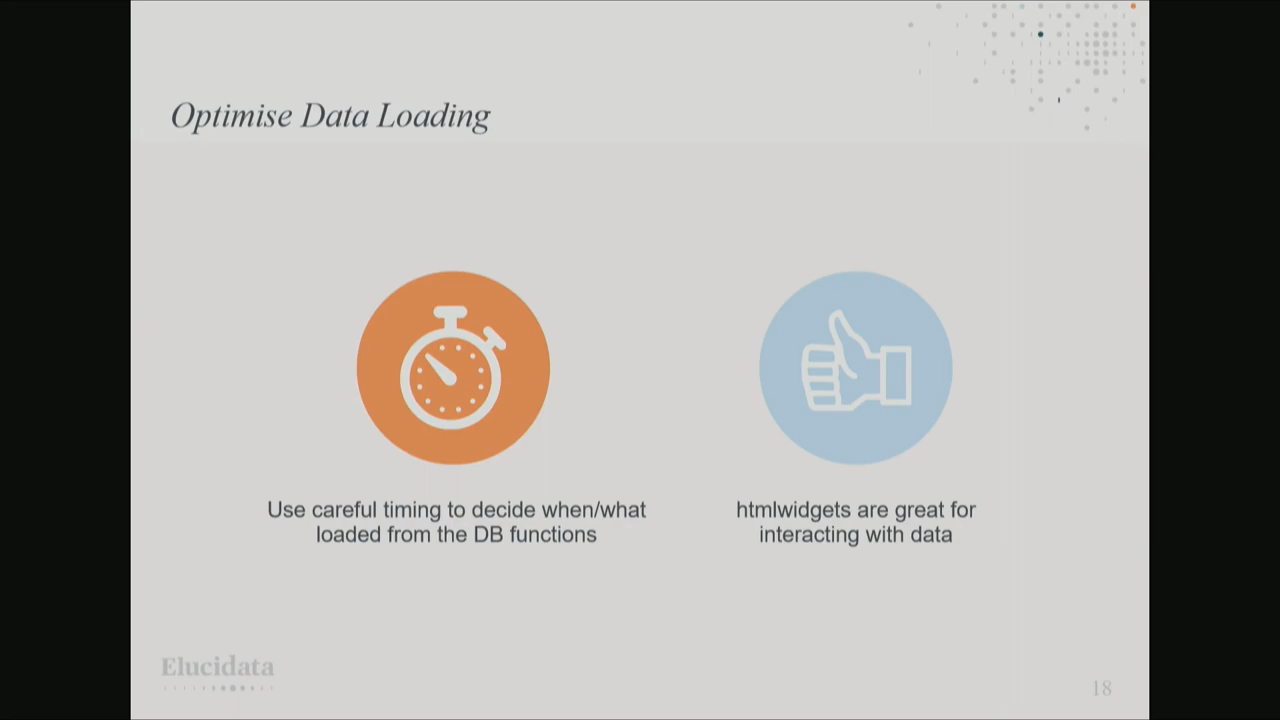 Optimise Data Loading
Use careful timing to decide when/what
loaded from the DB functions
htmlwidgets are great for
interacting with data
Elucidata
18